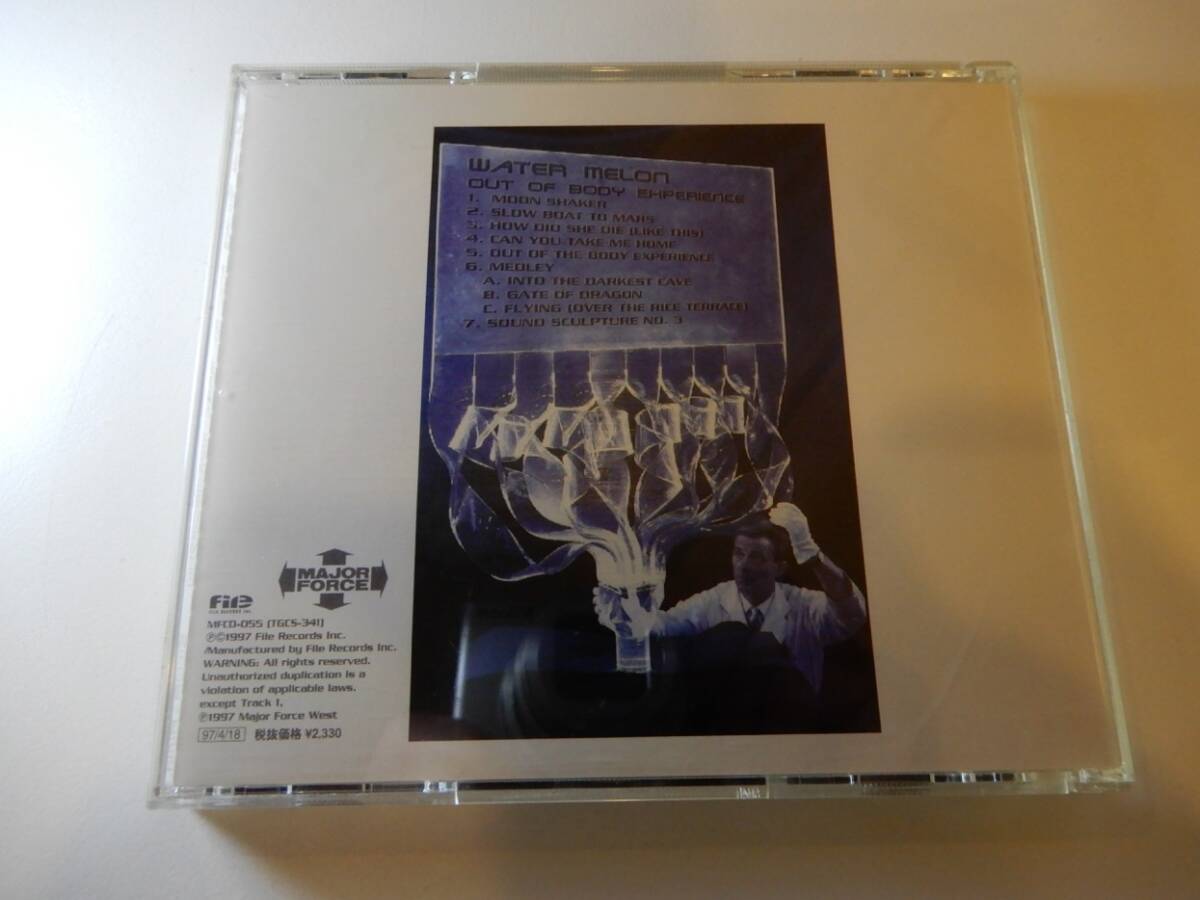 WATER MELON
OUT OF BODY EXPERIENCE
1. MOON SHAKER
2. SLOW BOAT TO MARS
3. HOW DID SHE DIE (LIKE THIS)
4. CAN YOU TAKE ME HOME
5. OUT OF THE BODY EXPERIENCE
6. MEDLEY
A. INTO THE DARKEST CAVE
B. GATE OF DRAGON
C. FLYING (OVER THE RICE TERRACE)
7. SOUND SCULPTURE NO. 3
MAJOR
FORCE
File
FILE RECORDS INC.
MFCD-055 (TGCS-341)
℗©1997 File Records Inc.
/Manufactured by File Records Inc.
WARNING: All rights reserved.
Unauthorized duplication is a
violation of applicable laws.
except Track 1,
℗1997 Major Force West
97/4/18 税抜価格 ¥2,330